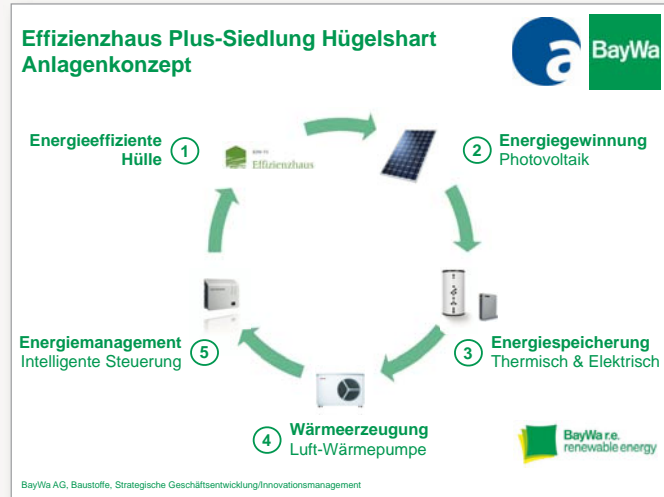 Effizienzhaus Plus-Siedlung Hügelshart
Anlagenkonzept
a
BayWa
Energieeffiziente
Hülle
1
Effizienzhaus
2
Energiegewinnung
Photovoltaik
Energiemanagement
Intelligente Steuerung
5
3
Energiespeicherung
Thermisch & Elektrisch
4
Wärmeerzeugung
Luft-Wärmepumpe
BayWa r.e.
renewable energy
BayWa AG, Baustoffe, Strategische Geschäftsentwicklung/Innovationsmanagement